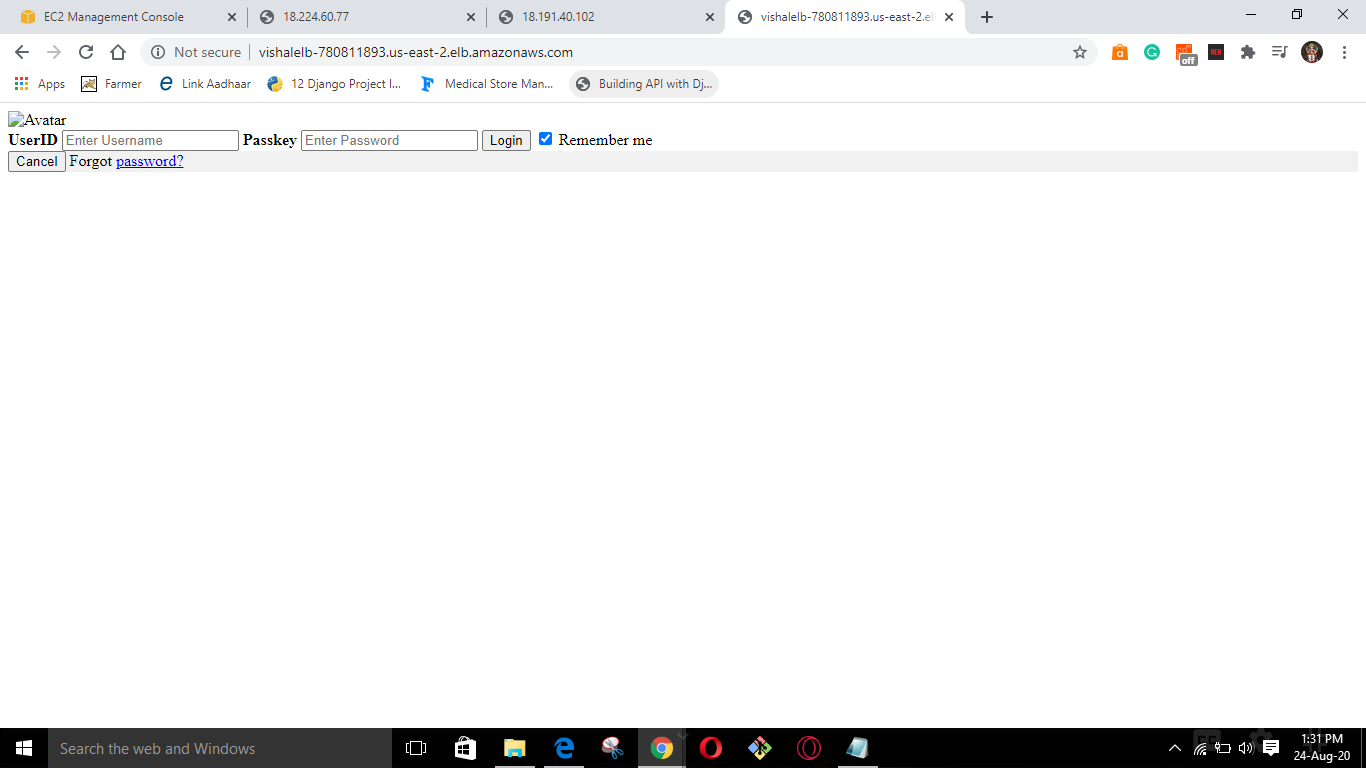 EC2 Management Console
18.224.60.77
18.191.40.102
vishalelb-780811893.us-east-2.el
Not secure
vishalelb-780811893.us-east-2.elb.amazonaws.com
off
NEW
Apps
Farmer
Link Aadhaar
12 Django Project I...
Medical Store Man...
Building API with Dj...
Avatar
UserID Enter Username Passkey Enter Password Login Remember me
Cancel Forgot password?
Search the web and Windows
1:31 PM
24-Aug-20